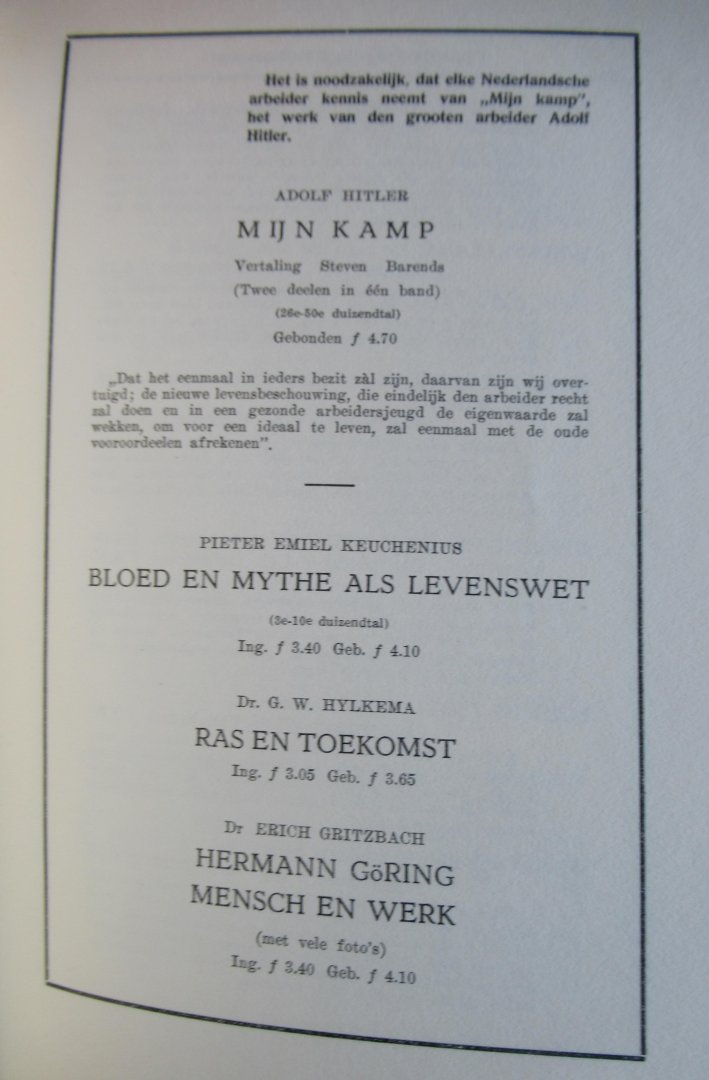 Het is noodzakelijk, dat elke Nederlandsche
arbeider kennis neemt van „Mijn kamp”,
het werk van den grooten arbeider Adolf
Hitler.
ADOLF HITLER
MIJN KAMP
Vertaling Steven Barends
(Twee deelen in één band)
(26e-50e duizendtal)
Gebonden ƒ 4.70
„Dat het eenmaal in ieders bezit zàl zijn, daarvan zijn wij over-
tuigd; de nieuwe levensbeschouwing, die eindelijk den arbeider recht
zal doen en in een gezonde arbeidersjeugd de eigenwaarde zal
wekken, om voor een ideaal te leven, zal eenmaal met de oude
vooroordeelen afrekenen”.
PIETER EMIEL KEUCHENIUS
BLOED EN MYTHE ALS LEVENSWET
(3e-10e duizendtal)
Ing. ƒ 3.40 Geb. ƒ 4.10
Dr. G. W. HYLKEMA
RAS EN TOEKOMST
Ing. ƒ 3.05 Geb. ƒ 3.65
Dr ERICH GRITZBACH
HERMANN GöRING
MENSCH EN WERK
(met vele foto's)
Ing. ƒ 3.40 Geb. ƒ 4.10